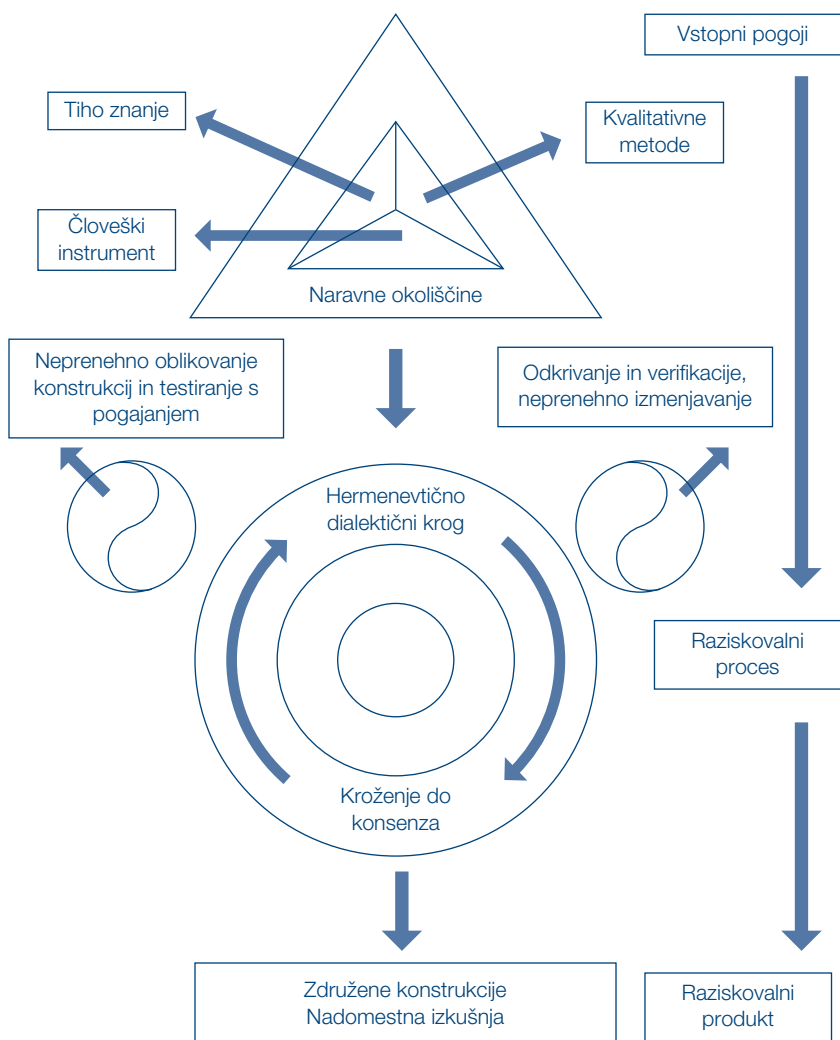 Vstopni pogoji
Tiho znanje
Kvalitativne
metode
Človeški
instrument
Naravne okoliščine
Neprenehno oblikovanje
konstrukcij in testiranje s
pogajanjem
Odkrivanje in verifikacije,
neprenehno izmenjavanje
Hermenevtično
dialektični krog
Raziskovalni
proces
Kroženje do
konsenza
Združene konstrukcije
Nadomestna izkušnja
Raziskovalni
produkt